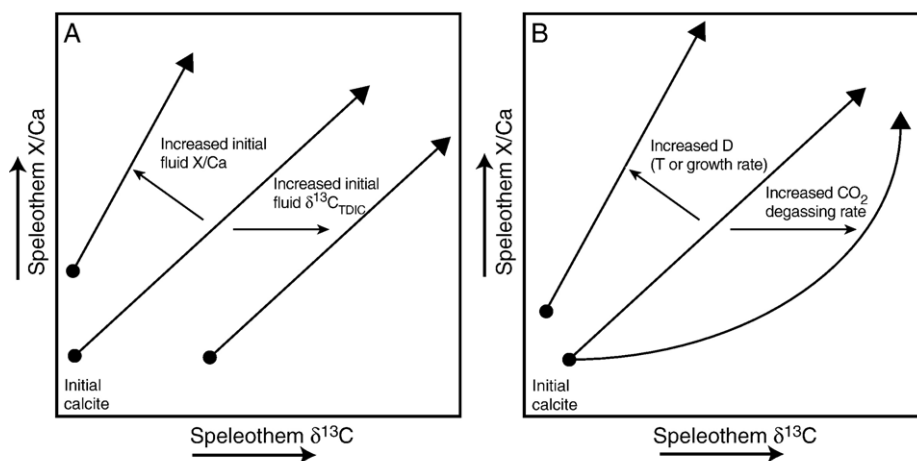 A
Increased initial
fluid X/Ca
Increased initial
fluid δ¹³C_TDIC
Initial
calcite
Speleothem X/Ca
Speleothem δ¹³C
B
Increased D
(T or growth rate)
Increased CO₂
degassing rate
Initial
calcite
Speleothem X/Ca
Speleothem δ¹³C